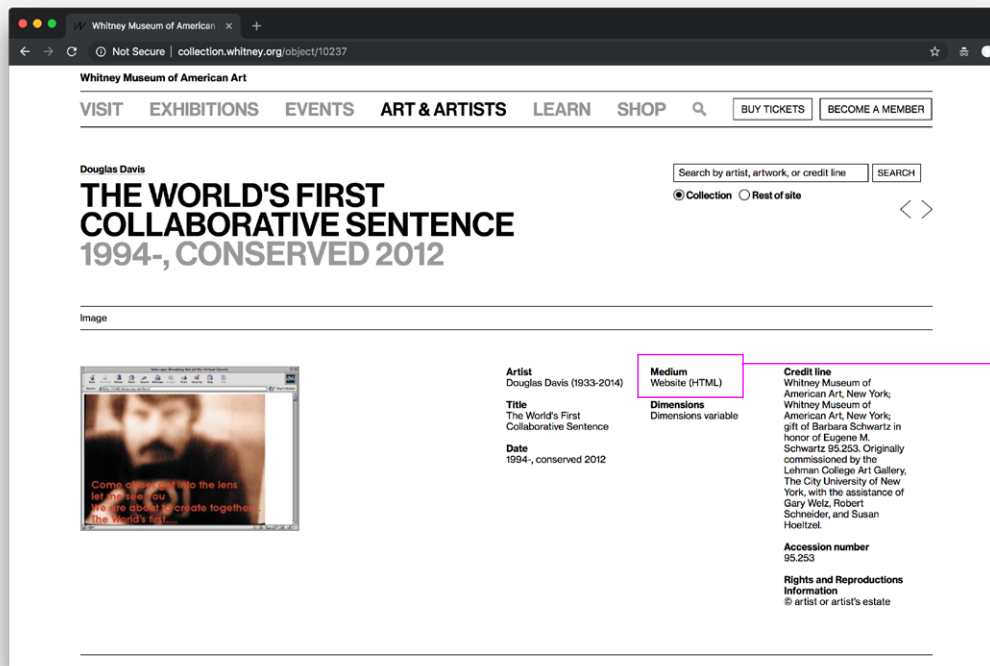 Whitney Museum of American
Not Secure | collection.whitney.org/object/10237
Whitney Museum of American Art
VISIT EXHIBITIONS EVENTS ART & ARTISTS LEARN SHOP BUY TICKETS BECOME A MEMBER
Douglas Davis
THE WORLD'S FIRST
COLLABORATIVE SENTENCE
1994-, CONSERVED 2012
Search by artist, artwork, or credit line SEARCH
Collection Rest of site
Image
Come closer get into the lens
let me see you
We are about to create together
The World's first....
Artist
Douglas Davis (1933-2014)
Title
The World's First
Collaborative Sentence
Date
1994-, conserved 2012
Medium
Website (HTML)
Dimensions
Dimensions variable
Credit line
Whitney Museum of
American Art, New York;
Whitney Museum of
American Art, New York;
gift of Barbara Schwartz in
honor of Eugene M.
Schwartz 95.253. Originally
commissioned by the
Lehman College Art Gallery,
The City University of New
York, with the assistance of
Gary Welz, Robert
Schneider, and Susan
Hoeltzel.
Accession number
95.253
Rights and Reproductions
Information
© artist or artist's estate